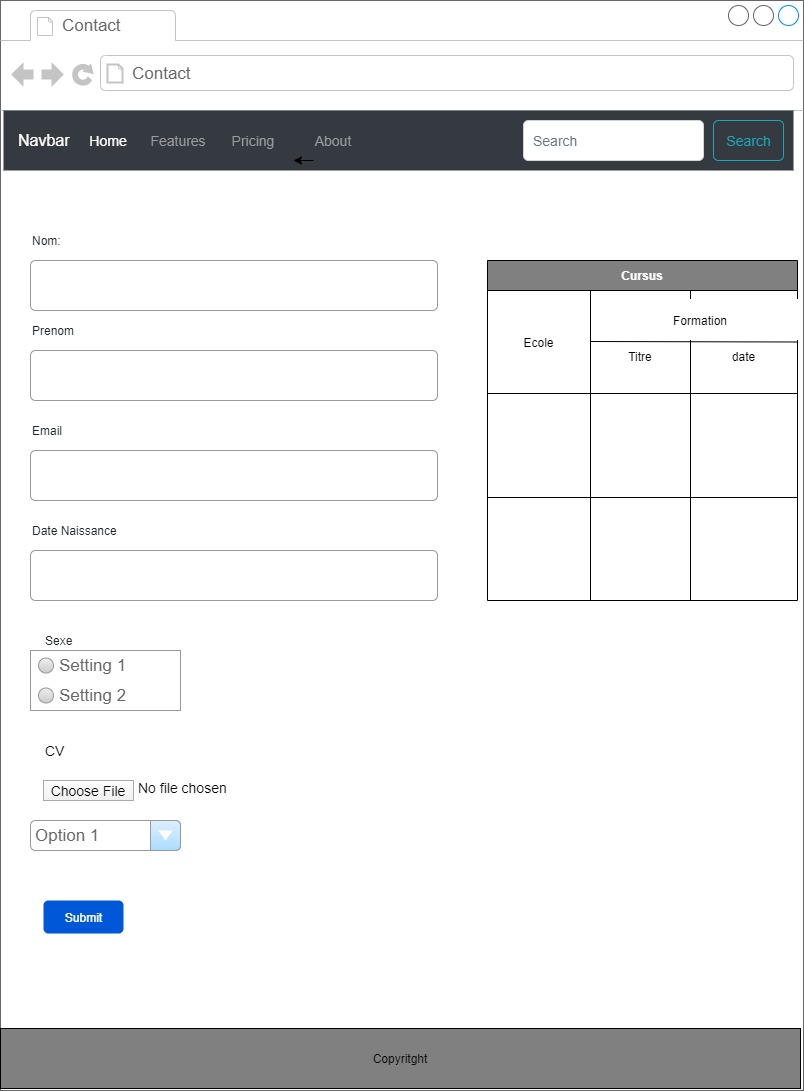 Contact
Contact
Navbar Home Features Pricing About Search Search
Nom:
Prenom
Email
Date Naissance
Sexe
Setting 1
Setting 2
CV
Choose File No file chosen
Option 1
Submit
Cursus
Ecole
Formation
Titre date
Copyritght